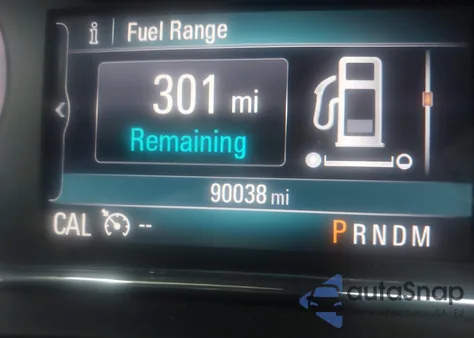 i Fuel Range
301 mi
Remaining
90038 mi
CAL -- PRNDM
autoSnap